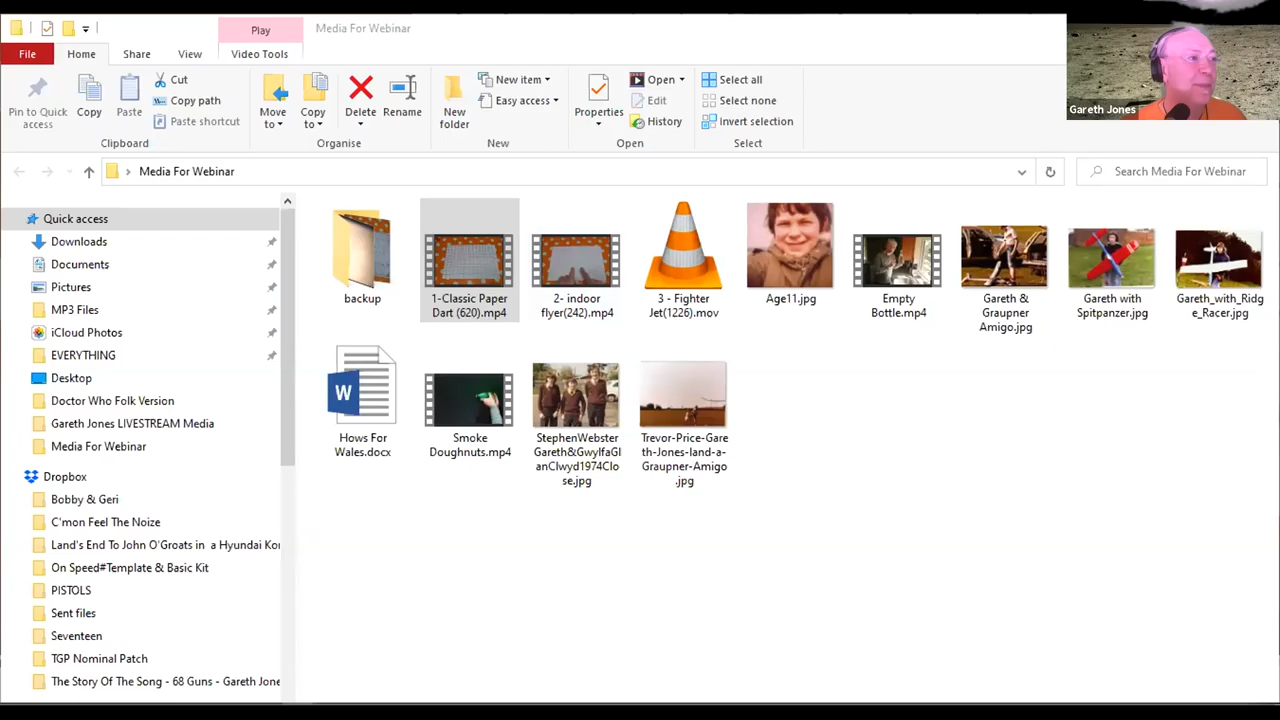 Play
Media For Webinar
File
Home
Share
View
Video Tools
Pin to Quick
access
Copy
Paste
Cut
Copy path
Paste shortcut
Clipboard
Move
to
Copy
to
Delete
Rename
Organise
New
folder
New item
Easy access
New
Properties
Open
Edit
History
Open
Select all
Select none
Invert selection
Select
Gareth Jones
Media For Webinar
Search Media For Webinar
Quick access
Downloads
Documents
Pictures
MP3 Files
iCloud Photos
EVERYTHING
Desktop
Doctor Who Folk Version
Gareth Jones LIVESTREAM Media
Media For Webinar
Dropbox
Bobby & Geri
C'mon Feel The Noize
Land's End To John O'Groats in a Hyundai Kon
On Speed#Template & Basic Kit
PISTOLS
Sent files
Seventeen
TGP Nominal Patch
The Story Of The Song - 68 Guns - Gareth Jone
backup
1-Classic Paper
Dart (620).mp4
2- indoor
flyer(242).mp4
3 - Fighter
Jet(1226).mov
Age11.jpg
Empty
Bottle.mp4
Gareth &
Graupner
Amigo.jpg
Gareth with
Spitpanzer.jpg
Gareth_with_Ridg
e_Racer.jpg
W
Hows For
Wales.docx
Smoke
Doughnuts.mp4
StephenWebster
Gareth&GwylfaGl
anClwyd1974Clo
se.jpg
Trevor-Price-Gare
th-Jones-land-a-
Graupner-Amigo
.jpg